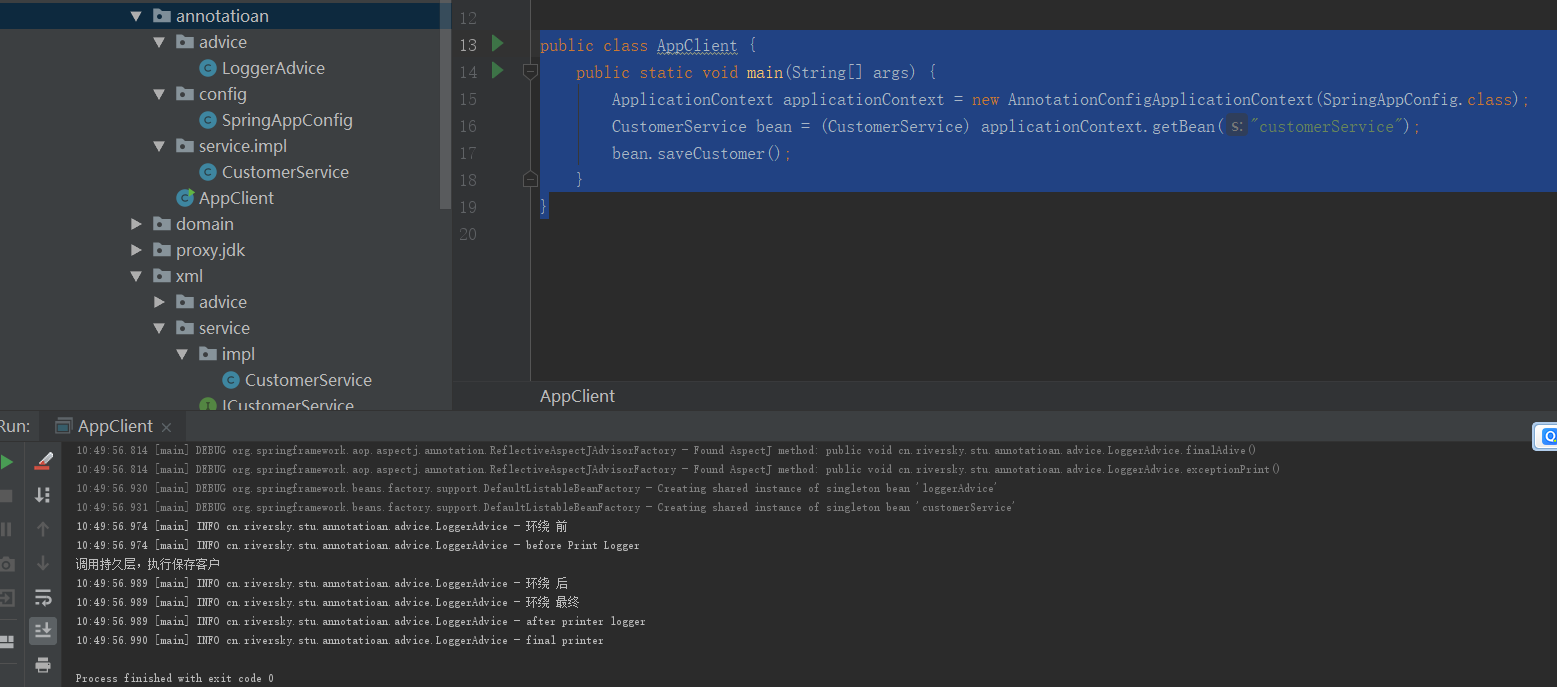 annotatioan
advice
LoggerAdvice
config
SpringAppConfig
service.impl
CustomerService
AppClient
domain
proxy.jdk
xml
advice
service
impl
CustomerService
ICustomerService
12
13 public class AppClient {
14 public static void main(String[] args) {
15 ApplicationContext applicationContext = new AnnotationConfigApplicationContext(SpringAppConfig.class);
16 CustomerService bean = (CustomerService) applicationContext.getBean( s: "customerService");
17 bean.saveCustomer();
18 }
19 }
20
AppClient
Run: AppClient
10:49:56.814 [main] DEBUG org.springframework.aop.aspectj.annotation.ReflectiveAspectJAdvisorFactory - Found AspectJ method: public void cn.riversky.stu.annotatioan.advice.LoggerAdvice.finalAdive()
10:49:56.814 [main] DEBUG org.springframework.aop.aspectj.annotation.ReflectiveAspectJAdvisorFactory - Found AspectJ method: public void cn.riversky.stu.annotatioan.advice.LoggerAdvice.exceptionPrint()
10:49:56.930 [main] DEBUG org.springframework.beans.factory.support.DefaultListableBeanFactory - Creating shared instance of singleton bean 'loggerAdvice'
10:49:56.931 [main] DEBUG org.springframework.beans.factory.support.DefaultListableBeanFactory - Creating shared instance of singleton bean 'customerService'
10:49:56.974 [main] INFO cn.riversky.stu.annotatioan.advice.LoggerAdvice - 环绕 前
10:49:56.974 [main] INFO cn.riversky.stu.annotatioan.advice.LoggerAdvice - before Print Logger
调用持久层，执行保存客户
10:49:56.989 [main] INFO cn.riversky.stu.annotatioan.advice.LoggerAdvice - 环绕 后
10:49:56.989 [main] INFO cn.riversky.stu.annotatioan.advice.LoggerAdvice - 环绕 最终
10:49:56.989 [main] INFO cn.riversky.stu.annotatioan.advice.LoggerAdvice - after printer logger
10:49:56.990 [main] INFO cn.riversky.stu.annotatioan.advice.LoggerAdvice - final printer
Process finished with exit code 0